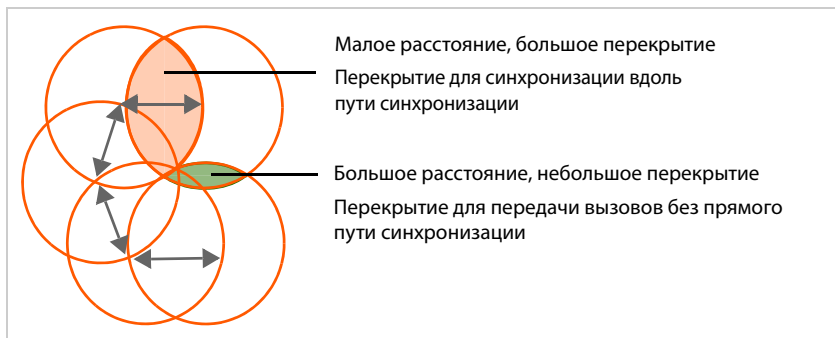 Малое расстояние, большое перекрытие
Перекрытие для синхронизации вдоль
пути синхронизации
Большое расстояние, небольшое перекрытие
Перекрытие для передачи вызовов без прямого
пути синхронизации